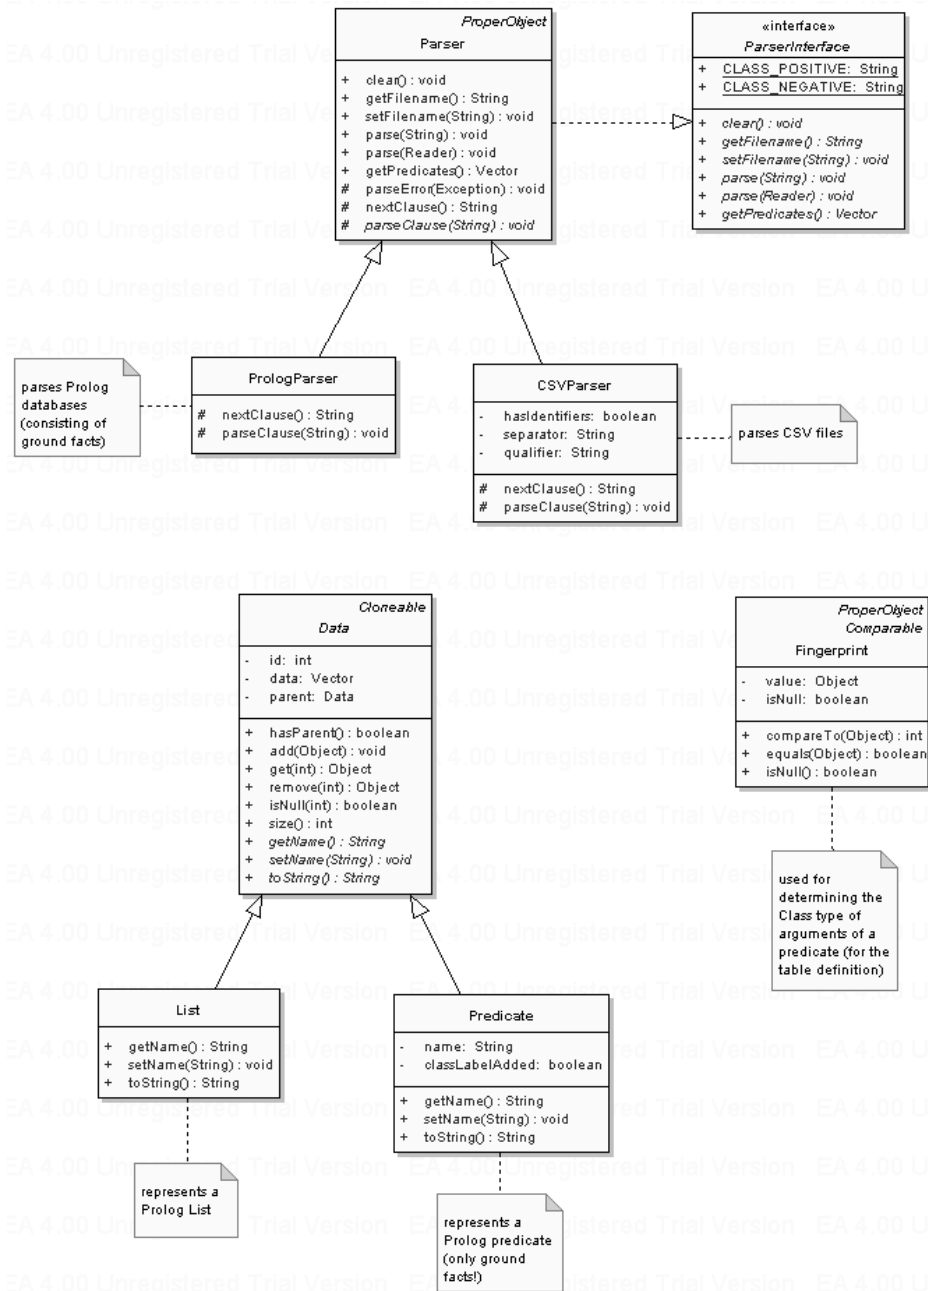 ProperObject
Parser
+ clear() : void
+ getFilename() : String
+ setFilename(String) : void
+ parse(String) : void
+ parse(Reader) : void
+ getPredicates() : Vector
# parseError(Exception) : void
# nextClause() : String
# parseClause(String) : void
«interface»
ParserInterface
+ CLASS_POSITIVE: String
+ CLASS_NEGATIVE: String
+ clear() : void
+ getFilename() : String
+ setFilename(String) : void
+ parse(String) : void
+ parse(Reader) : void
+ getPredicates() : Vector
parses Prolog
databases
(consisting of
ground facts)
PrologParser
# nextClause() : String
# parseClause(String) : void
CSVParser
- hasIdentifiers: boolean
- separator: String
- qualifier: String
# nextClause() : String
# parseClause(String) : void
parses CSV files
Cloneable
Data
- id: int
- data: Vector
- parent: Data
+ hasParent() : boolean
+ add(Object) : void
+ get(int) : Object
+ remove(int) : Object
+ isNull(int) : boolean
+ size() : int
+ getName() : String
+ setName(String) : void
+ toString() : String
ProperObject
Comparable
Fingerprint
- value: Object
- isNull: boolean
+ compareTo(Object) : int
+ equals(Object) : boolean
+ isNull() : boolean
used for
determining the
Class type of
arguments of a
predicate (for the
table definition)
List
+ getName() : String
+ setName(String) : void
+ toString() : String
Predicate
- name: String
- classLabelAdded: boolean
+ getName() : String
+ setName(String) : void
+ toString() : String
represents a
Prolog List
represents a
Prolog predicate
(only ground
facts!)
EA 4.00 Unregistered Trial Version